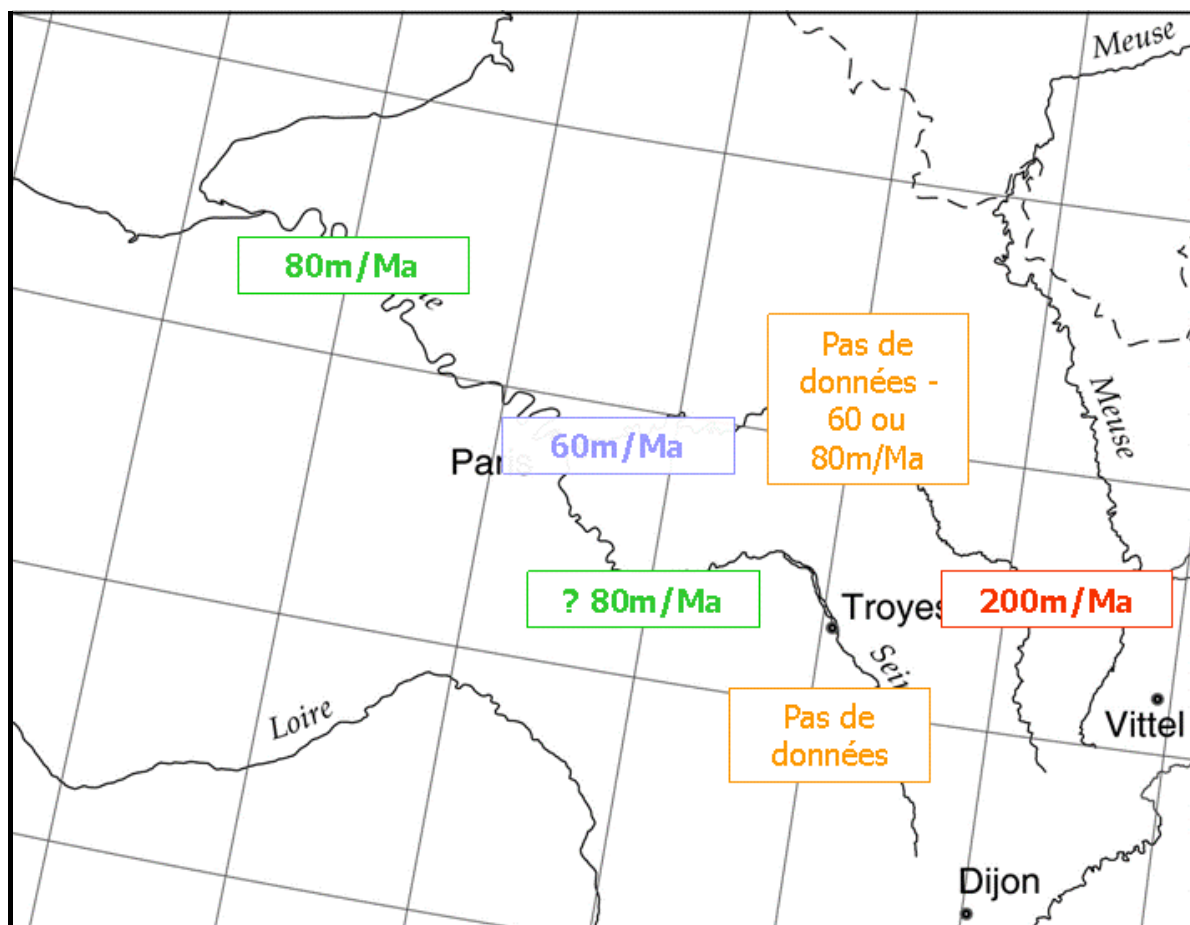 Meuse
80m/Ma
Pas de
données -
60 ou
80m/Ma
Meuse
60m/Ma
Paris
? 80m/Ma
Troyes
200m/Ma
Loire
Pas de
données
Vittel
Dijon